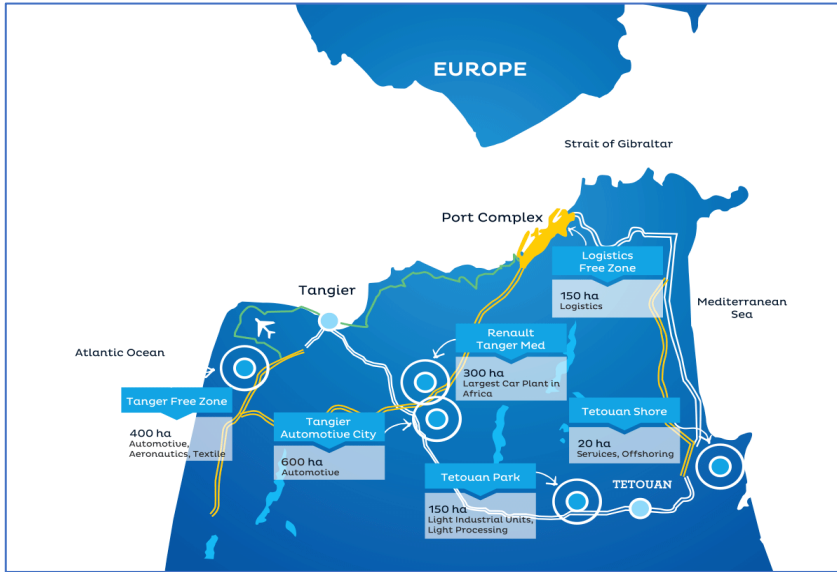 EUROPE
Strait of Gibraltar
Port Complex
Logistics
Free Zone
150 ha
Logistics
Tangier
Mediterranean
Sea
Renault
Tanger Med
300 ha
Largest Car Plant in
Africa
Atlantic Ocean
Tanger Free Zone
400 ha
Automotive,
Aeronautics, Textile
Tangier
Automotive City
600 ha
Automotive
Tetouan Shore
20 ha
Services, Offshoring
Tetouan Park
150 ha
Light Industrial Units,
Light Processing
TETOUAN